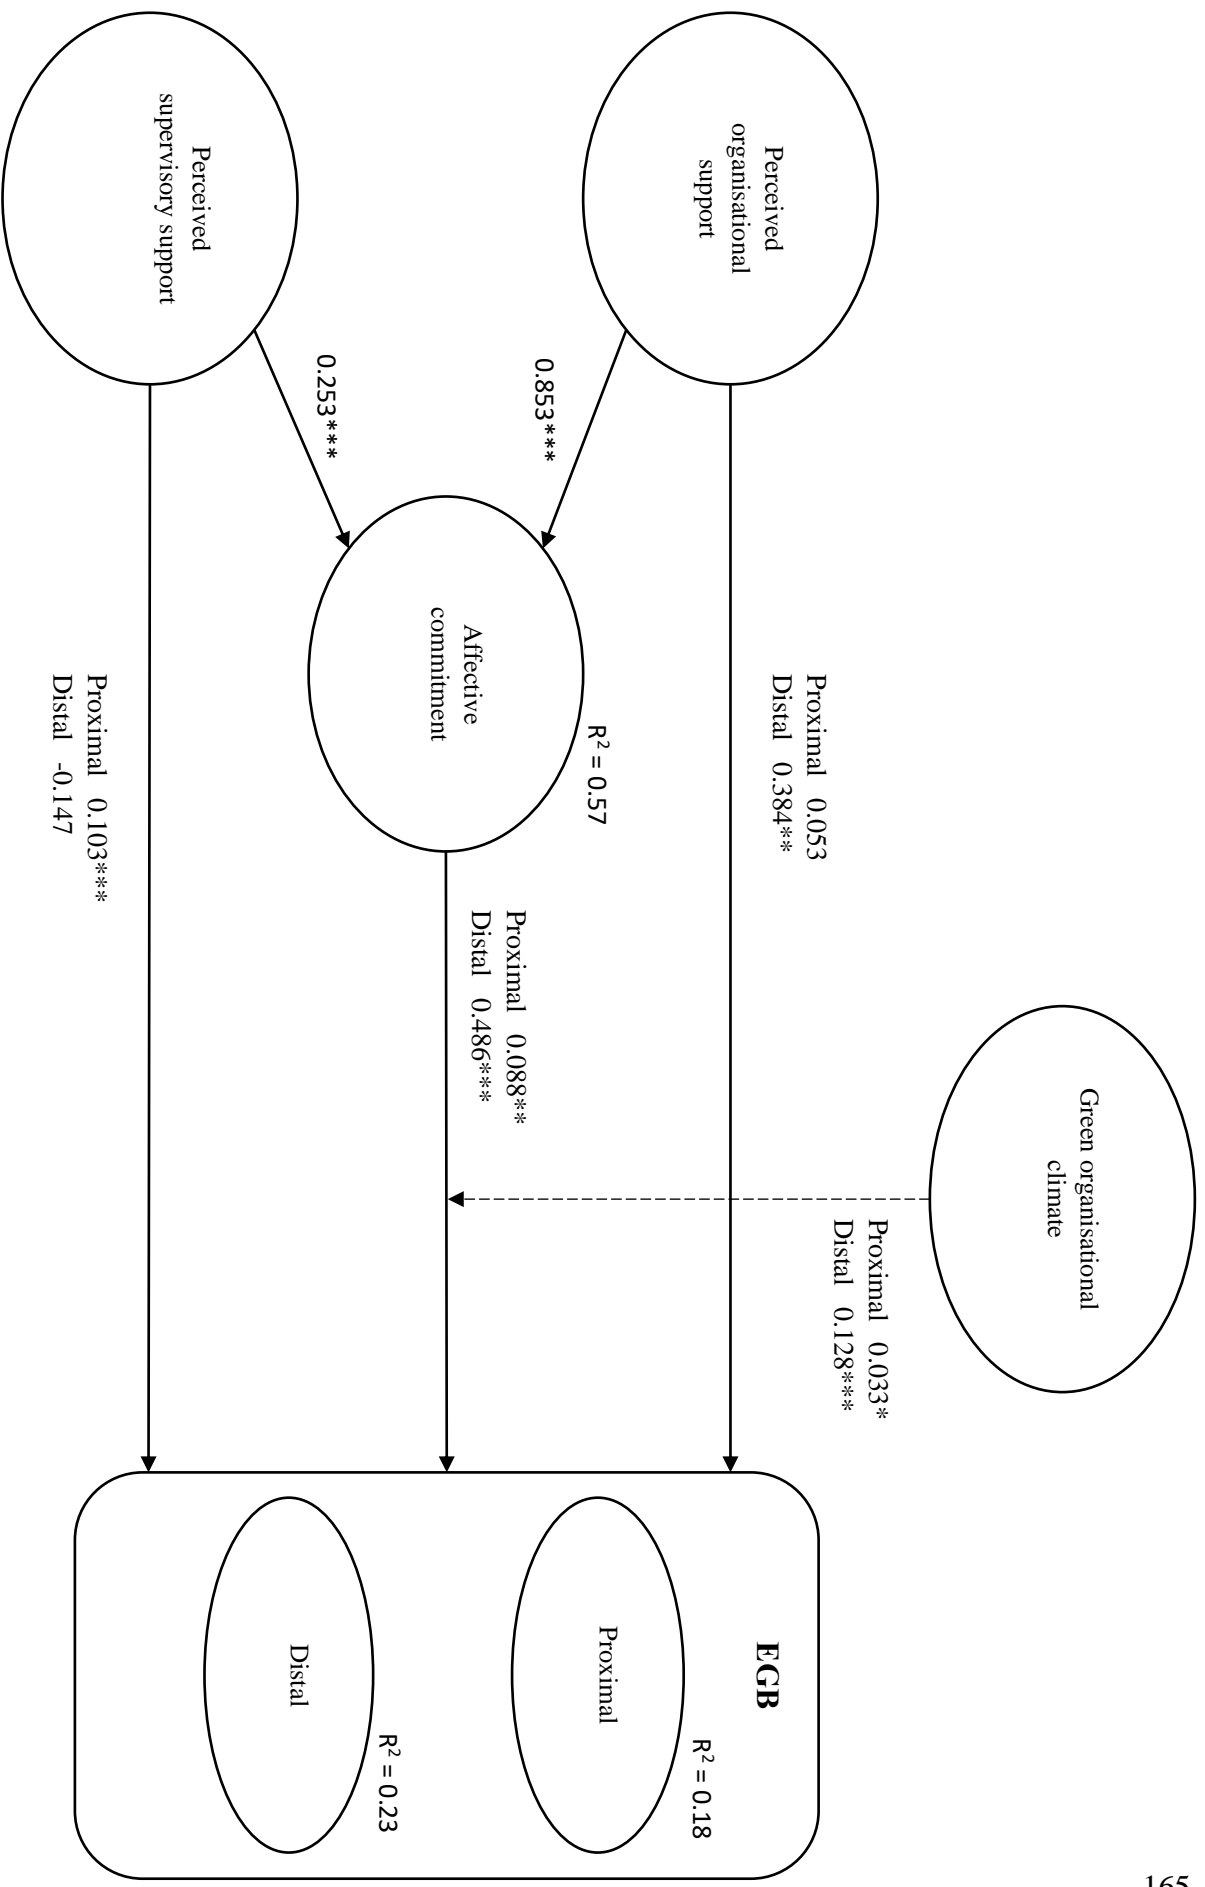 165
Green organisational
climate
Proximal 0.033*
Distal 0.128***
Perceived
organisational
support
Proximal 0.053
Distal 0.384**
EGB
Proximal
R² = 0.18
0.853***
R² = 0.57
Affective
commitment
Proximal 0.088**
Distal 0.486***
0.253***
Distal
R² = 0.23
Perceived
supervisory support
Proximal 0.103***
Distal -0.147